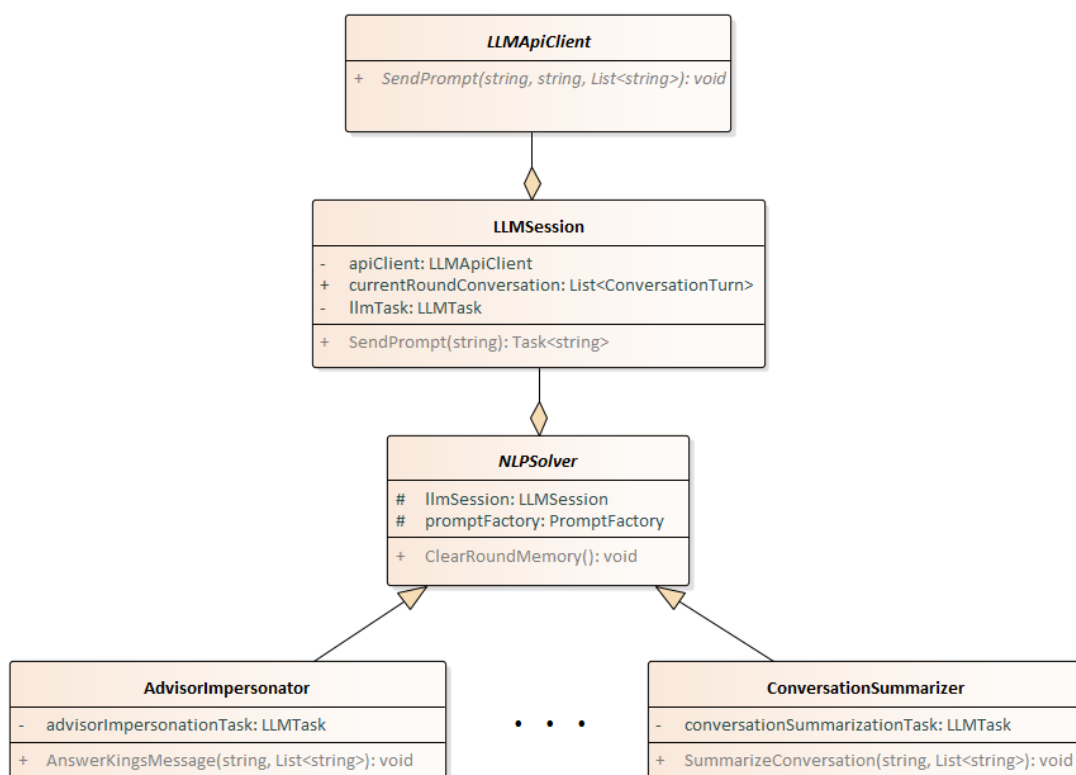 LLMApiClient
+ SendPrompt(string, string, List<string>): void
LLMSession
- apiClient: LLMApiClient
+ currentRoundConversation: List<ConversationTurn>
- llmTask: LLMTask
+ SendPrompt(string): Task<string>
NLPSolver
# llmSession: LLMSession
# promptFactory: PromptFactory
+ ClearRoundMemory(): void
AdvisorImpersonator
- advisorImpersonationTask: LLMTask
+ AnswerKingsMessage(string, List<string>): void
• • •
ConversationSummarizer
- conversationSummarizationTask: LLMTask
+ SummarizeConversation(string, List<string>): void